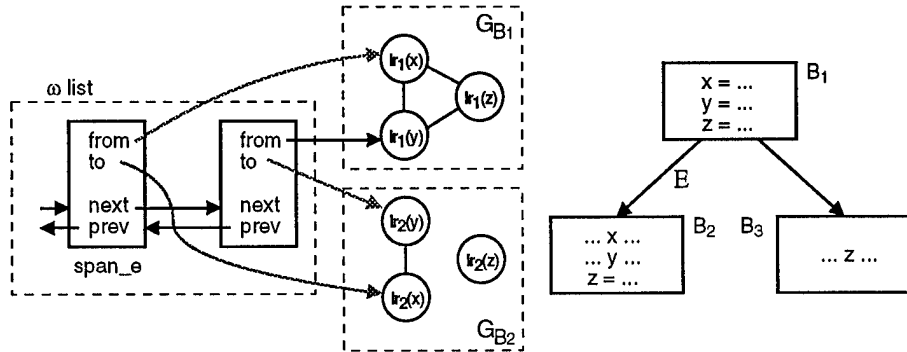 ω list
from
to
next
prev
span_e
from
to
next
prev
G_B1
lr1(x)
lr1(z)
lr1(y)
lr2(y)
lr2(z)
lr2(x)
G_B2
B1
x = ...
y = ...
z = ...
E
B2
... x ...
... y ...
z = ...
B3
... z ...